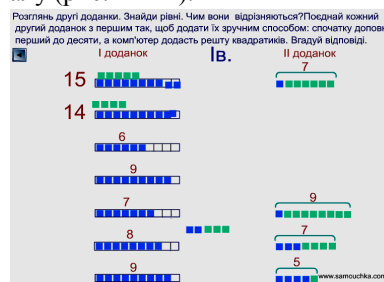 Розглянь другі доданки. Знайди рівні. Чим вони відрізняються?Поєднай кожний
другий доданок з першим так, щоб додати їх зручним способом: спочатку доповн
перший до десяти, а комп'ютер додасть решту квадратиків. Вгадуй відповіді.
І доданок Ів. ІІ доданок
15 7
14
6
9
7 9
8 7
9 5
www.samouchka.com